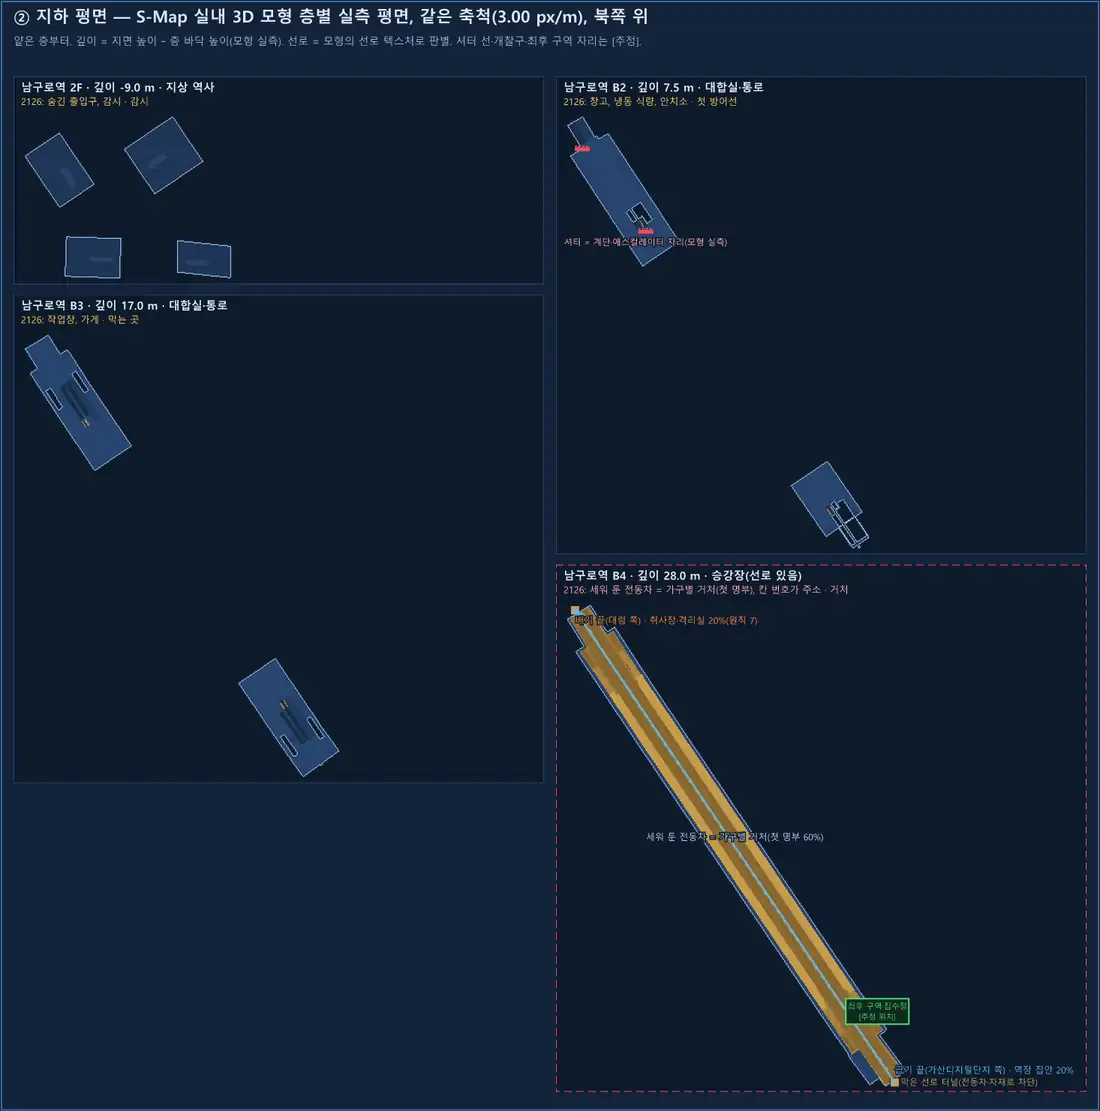 ② 지하 평면 — S-Map 실내 3D 모형 층별 실측 평면, 같은 축척(3.00 px/m), 북쪽 위
얕은 층부터. 깊이 = 지면 높이 – 층 바닥 높이(모형 실측). 선로 = 모형의 선로 텍스처로 판별. 셔터 선·개찰구·최후 구역 자리는 [추정].
남구로역 2F · 깊이 -9.0 m · 지상 역사
2126: 숨긴 출입구, 감시 · 감시
남구로역 B2 · 깊이 7.5 m · 대합실·통로
2126: 창고, 냉동 식량, 안치소 · 첫 방어선
셔터 = 계단·에스컬레이터 자리(모형 실측)
남구로역 B3 · 깊이 17.0 m · 대합실·통로
2126: 작업장, 가게 · 막는 곳
남구로역 B4 · 깊이 28.0 m · 승강장(선로 있음)
2126: 세워 둔 전동차 = 가구별 거처(첫 명부), 칸 번호가 주소 · 거처
배기 끝(대림 쪽) · 취사장·격리실 20%(원칙 7)
세워 둔 전동차 = 가구별 거처(첫 명부 60%)
최후 구역·집수정
[추정 위치]
끝(가산디지털단지 쪽) · 역장 집안 20%
막은 선로 터널(전동차·자재로 차단)